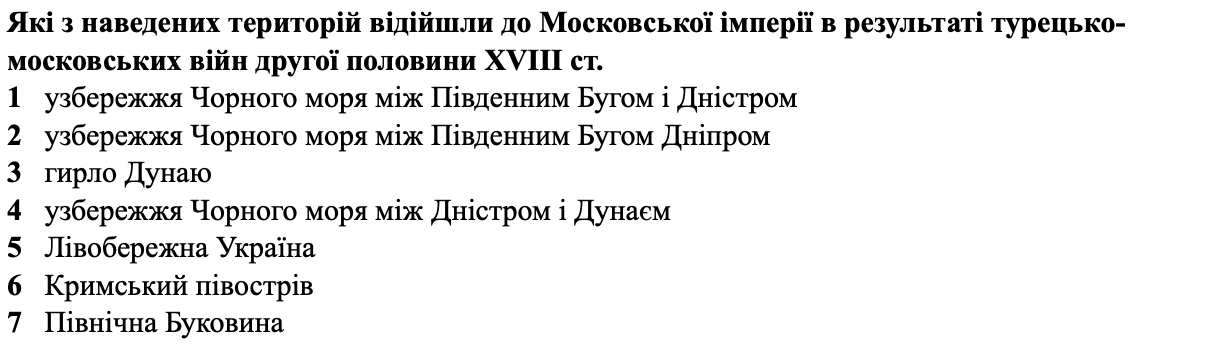 Які з наведених територій відійшли до Московської імперії в результаті турецько-
московських війн другої половини XVIII ст.
1 узбережжя Чорного моря між Південним Бугом і Дністром
2 узбережжя Чорного моря між Південним Бугом Дніпром
3 гирло Дунаю
4 узбережжя Чорного моря між Дністром і Дунаєм
5 Лівобережна Україна
6 Кримський півострів
7 Північна Буковина